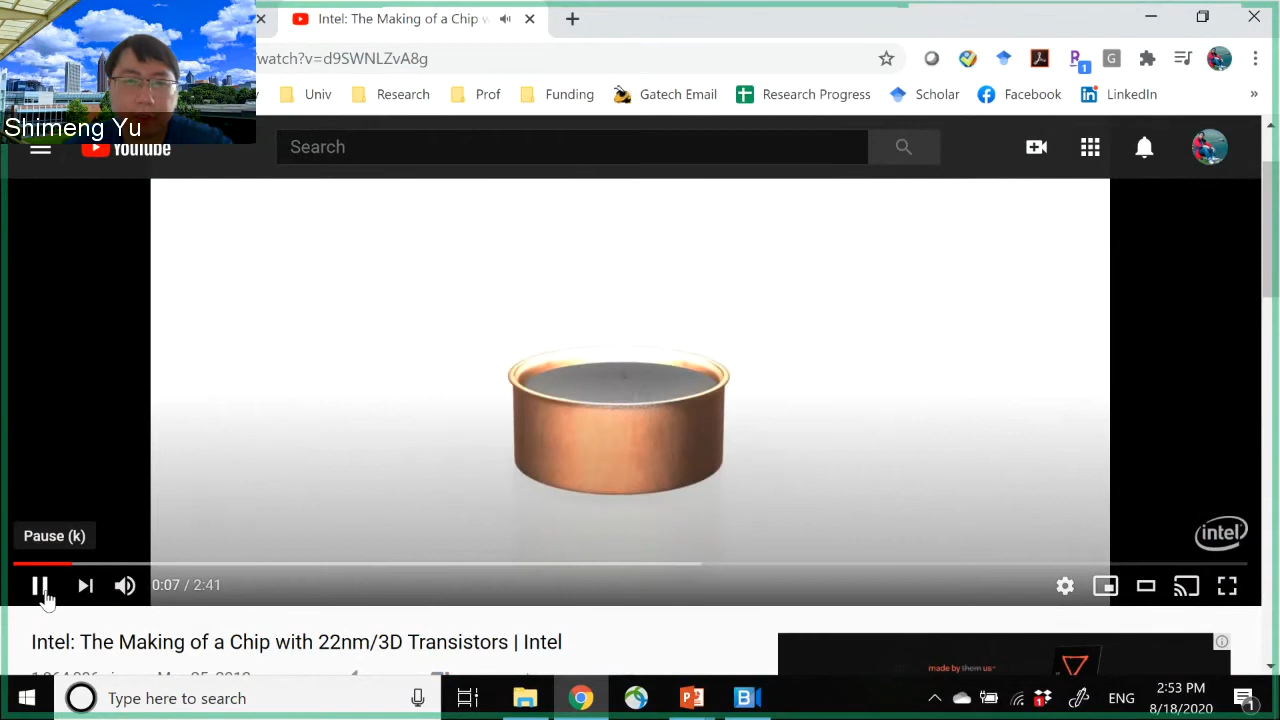 Intel: The Making of a Chip w
watch?v=d9SWNLZvA8g
1
G
Univ
Research
Prof
Funding
Gatech Email
Research Progress
Scholar
Facebook
LinkedIn
»
Shimeng Yu
YouTube
Search
intel
Pause (k)
0:07 / 2:41
Intel: The Making of a Chip with 22nm/3D Transistors | Intel
made by them us
Type here to search
ENG
2:53 PM
8/18/2020
1